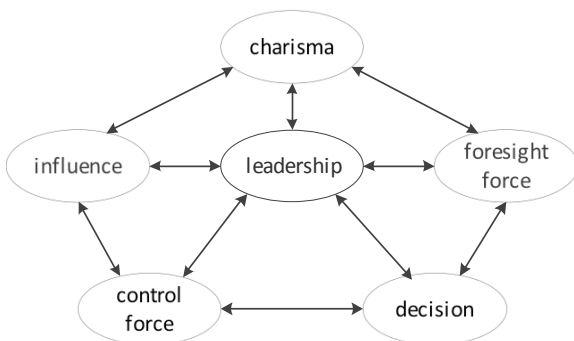 charisma
influence
leadership
foresight
force
control
force
decision